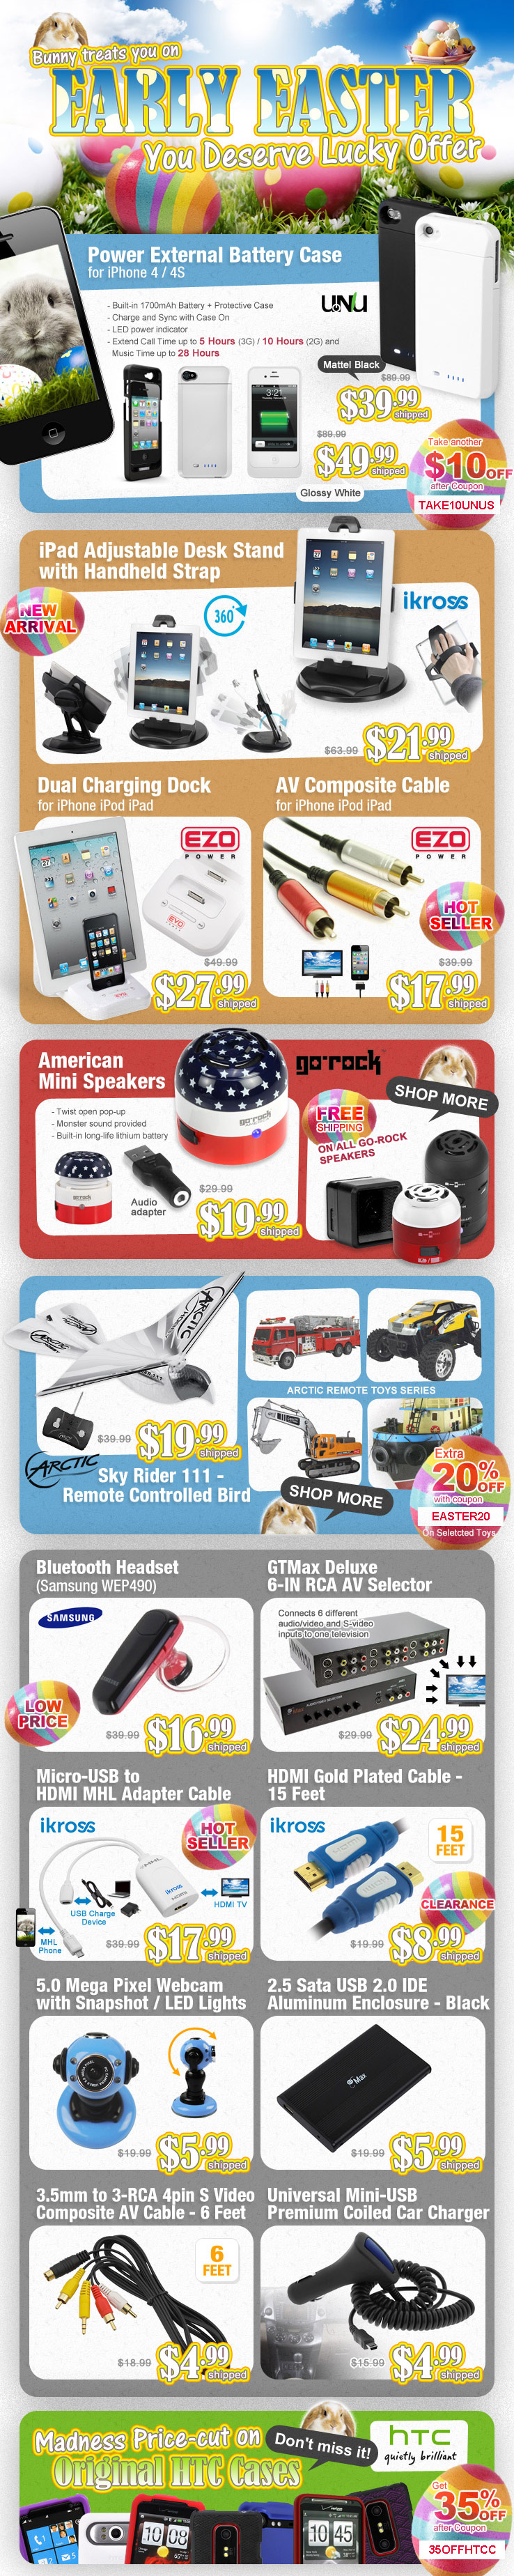 Bunny treats you on
EARLY EASTER
You Deserve Lucky Offer
Power External Battery Case
for iPhone 4 / 4S
- Built-in 1700mAh Battery + Protective Case
- Charge and Sync with Case On
- LED power indicator
- Extend Call Time up to 5 Hours (3G) / 10 Hours (2G) and
Music Time up to 28 Hours
UNU
Mattel Black
$89.99
$39.99
shipped
$89.99
$49.99
shipped
Glossy White
Take another
$10 OFF
after Coupon
TAKE10UNUS
iPad Adjustable Desk Stand
with Handheld Strap
NEW
ARRIVAL
360°
ikross
$63.99
$21.99
shipped
Dual Charging Dock
for iPhone iPod iPad
EZO
POWER
$49.99
$27.99
shipped
AV Composite Cable
for iPhone iPod iPad
EZO
POWER
HOT
SELLER
$39.99
$17.99
shipped
American
Mini Speakers
- Twist open pop-up
- Monster sound provided
- Built-in long-life lithium battery
go-rock
Audio
adapter
$29.99
$19.99
shipped
go-rock
SHOP MORE
FREE
SHIPPING
ON ALL GO-ROCK
SPEAKERS
ARCTIC
$39.99
$19.99
shipped
ARCTIC
Sky Rider 111 -
Remote Controlled Bird
ARCTIC REMOTE TOYS SERIES
SHOP MORE
Extra
20% OFF
with coupon
EASTER20
On Seletcted Toys
Bluetooth Headset
(Samsung WEP490)
SAMSUNG
LOW
PRICE
$39.99
$16.99
shipped
GTMax Deluxe
6-IN RCA AV Selector
Connects 6 different
audio/video and S-video
inputs to one television
$29.99
$24.99
shipped
Micro-USB to
HDMI MHL Adapter Cable
ikross
HOT
SELLER
MHL
ikross
HDMI TV
USB Charge
Device
MHL
Phone
$39.99
$17.99
shipped
HDMI Gold Plated Cable -
15 Feet
ikross
15
FEET
CLEARANCE
$19.99
$8.99
shipped
5.0 Mega Pixel Webcam
with Snapshot / LED Lights
$19.99
$5.99
shipped
2.5 Sata USB 2.0 IDE
Aluminum Enclosure - Black
$19.99
$5.99
shipped
3.5mm to 3-RCA 4pin S Video
Composite AV Cable - 6 Feet
6
FEET
$18.99
$4.99
shipped
Universal Mini-USB
Premium Coiled Car Charger
$15.99
$4.99
shipped
Madness Price-cut on
Original HTC Cases
Don't miss it!
htc
quietly brilliant
Get
35% OFF
after Coupon
35OFFHTCC
10 09
10 45